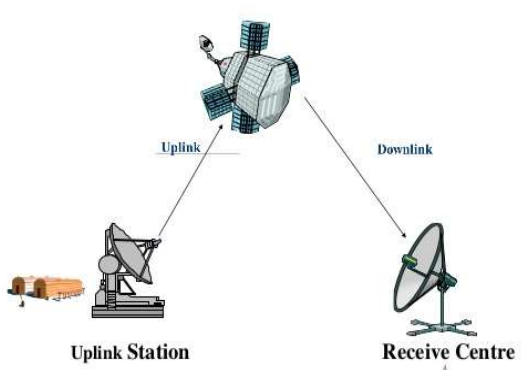 Uplink
Downlink
Uplink Station
Receive Centre